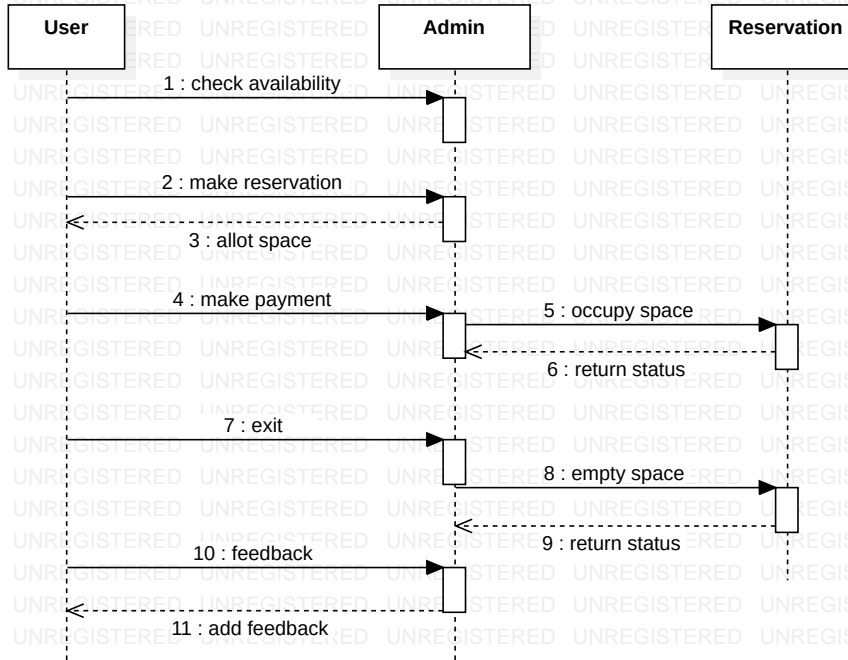 User Admin Reservation
1 : check availability
2 : make reservation
3 : allot space
4 : make payment
5 : occupy space
6 : return status
7 : exit
8 : empty space
9 : return status
10 : feedback
11 : add feedback
UNREGISTERED